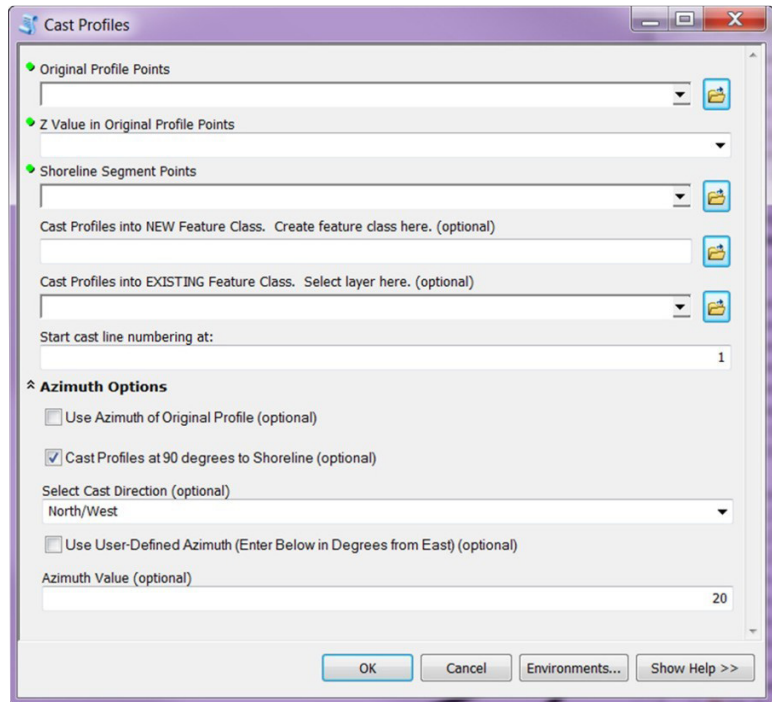 Cast Profiles
Original Profile Points
Z Value in Original Profile Points
Shoreline Segment Points
Cast Profiles into NEW Feature Class.  Create feature class here. (optional)
Cast Profiles into EXISTING Feature Class.  Select layer here. (optional)
Start cast line numbering at:
1
Azimuth Options
Use Azimuth of Original Profile (optional)
Cast Profiles at 90 degrees to Shoreline (optional)
Select Cast Direction (optional)
North/West
Use User-Defined Azimuth (Enter Below in Degrees from East) (optional)
Azimuth Value (optional)
20
OK Cancel Environments... Show Help >>